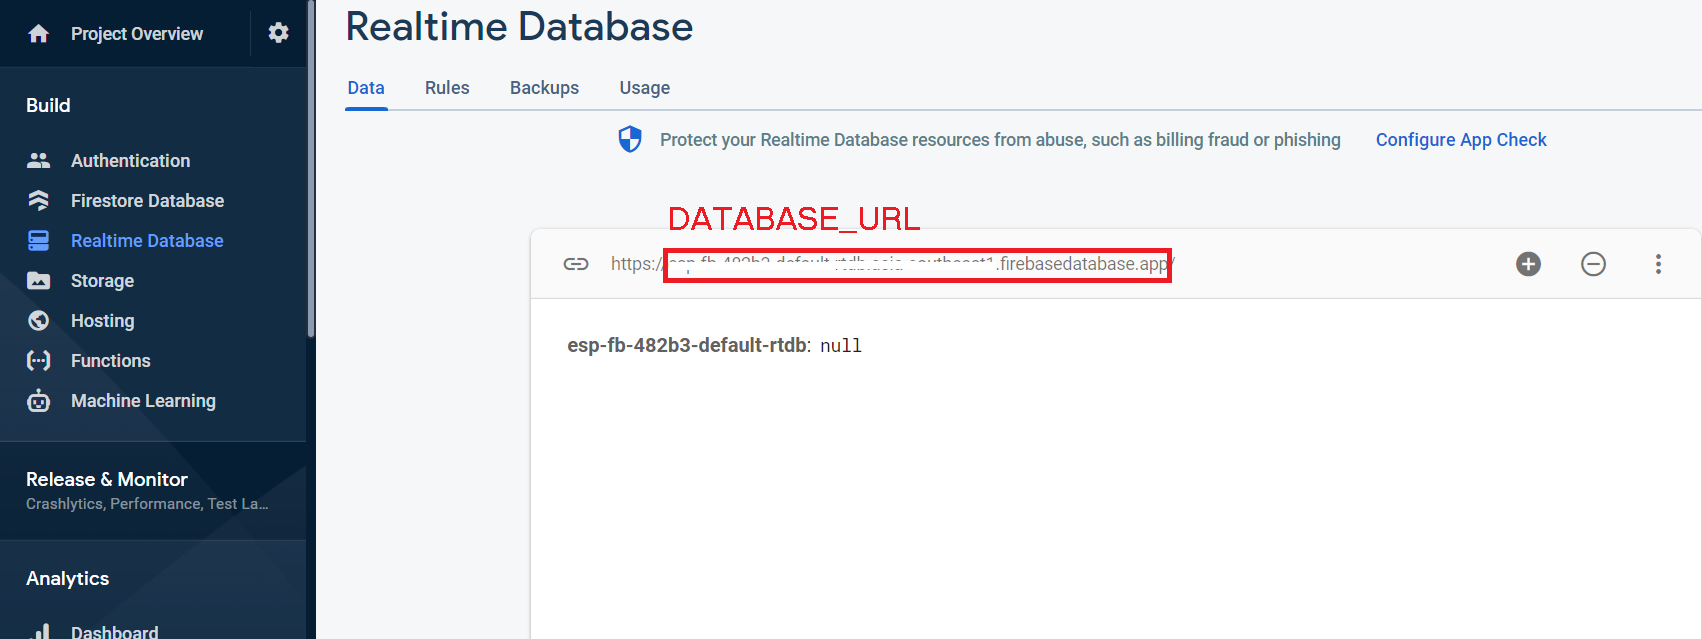 Project Overview
Build
Authentication
Firestore Database
Realtime Database
Storage
Hosting
Functions
Machine Learning
Release & Monitor
Crashlytics, Performance, Test La...
Analytics
Dashboard
Realtime Database
Data Rules Backups Usage
Protect your Realtime Database resources from abuse, such as billing fraud or phishing Configure App Check
DATABASE_URL
https:// .firebasedatabase.app/
esp-fb-482b3-default-rtdb: null